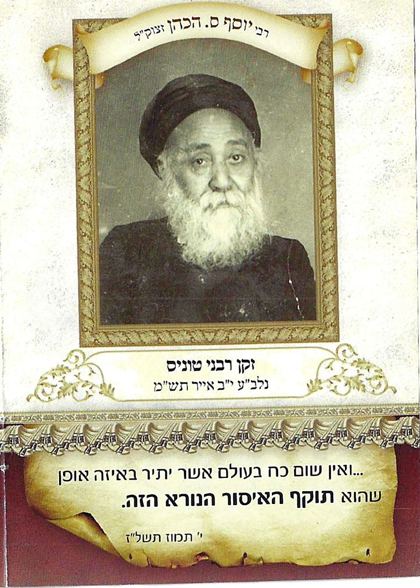 רבי יוסף ס. הכהן זצוק"ל
זקן רבני טוניס
נלב"ע י"ב אייר תש"מ
...ואין שום כח בעולם אשר יתיר באיזה אופן
שהוא תוקף האיסור הנורא הזה.
י' תמוז תשל"ז